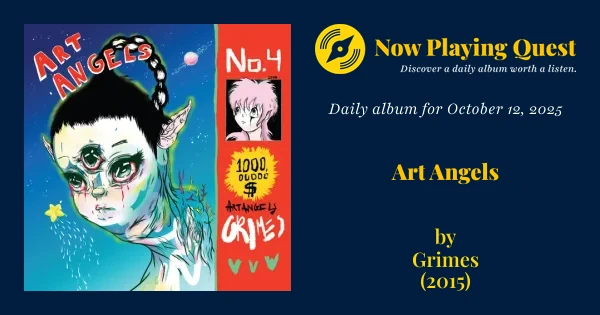 ART
ANGELS
No.4
1000,
00000
$
ARTANGELS
GRIMES
Now Playing Quest
Discover a daily album worth a listen.
Daily album for October 12, 2025
Art Angels
by
Grimes
(2015)